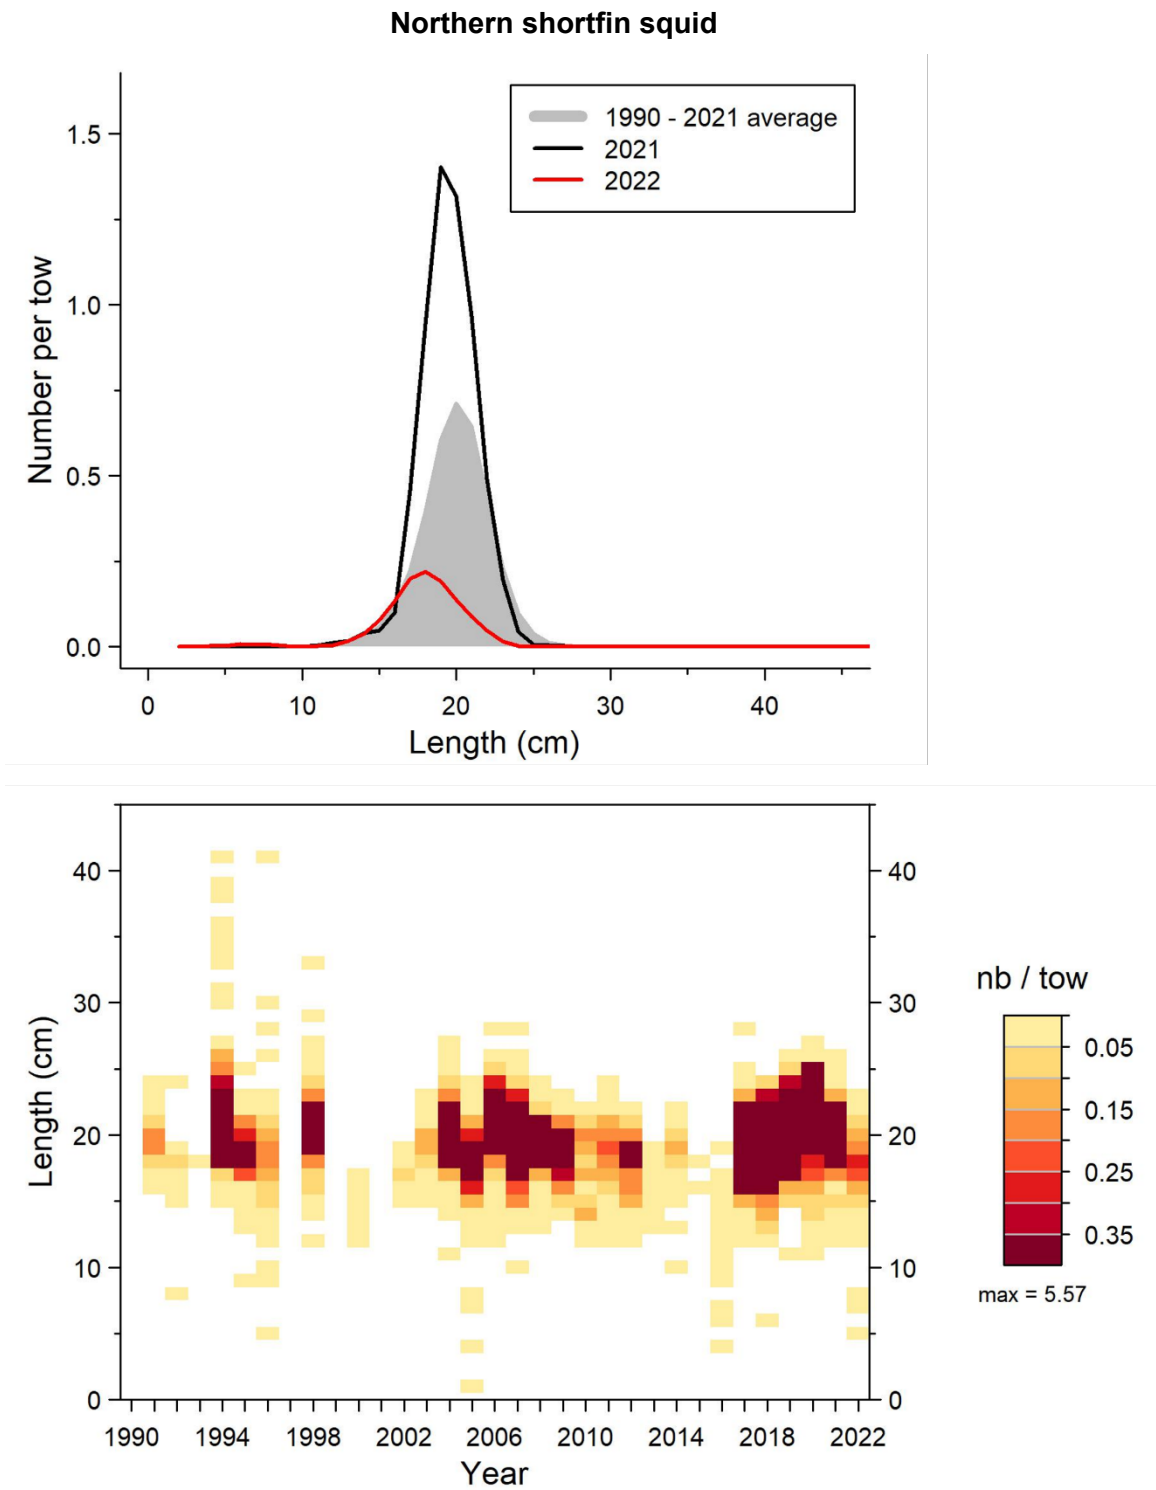 Northern shortfin squid
1990 - 2021 average
2021
2022
Number per tow
1.5
1.0
0.5
0.0
0 10 20 30 40
Length (cm)
Length (cm)
40
30
20
10
0
40
30
20
10
0
1990 1994 1998 2002 2006 2010 2014 2018 2022
Year
nb / tow
0.05
0.15
0.25
0.35
max = 5.57